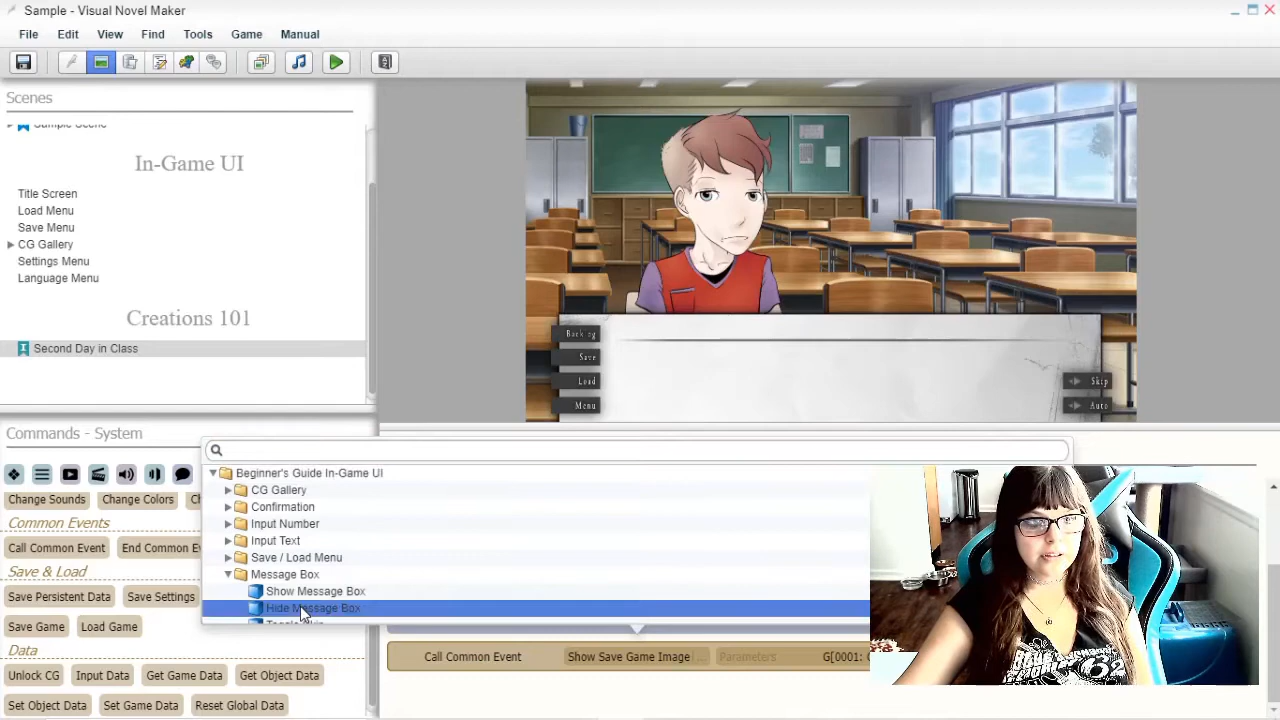 Sample - Visual Novel Maker
File Edit View Find Tools Game Manual
Scenes
Sample Scene
In-Game UI
Title Screen
Load Menu
Save Menu
CG Gallery
Settings Menu
Language Menu
Creations 101
Second Day in Class
Backlog
Save
Load
Menu
Skip
Auto
Commands - System
Change Sounds Change Colors
Common Events
Call Common Event End Common Ev
Save & Load
Save Persistent Data Save Settings
Save Game Load Game
Data
Unlock CG Input Data Get Game Data Get Object Data
Set Object Data Set Game Data Reset Global Data
Beginner's Guide In-Game UI
CG Gallery
Confirmation
Input Number
Input Text
Save / Load Menu
Message Box
Show Message Box
Hide Message Box
Call Common Event Show Save Game Image ... Parameters G[0001: